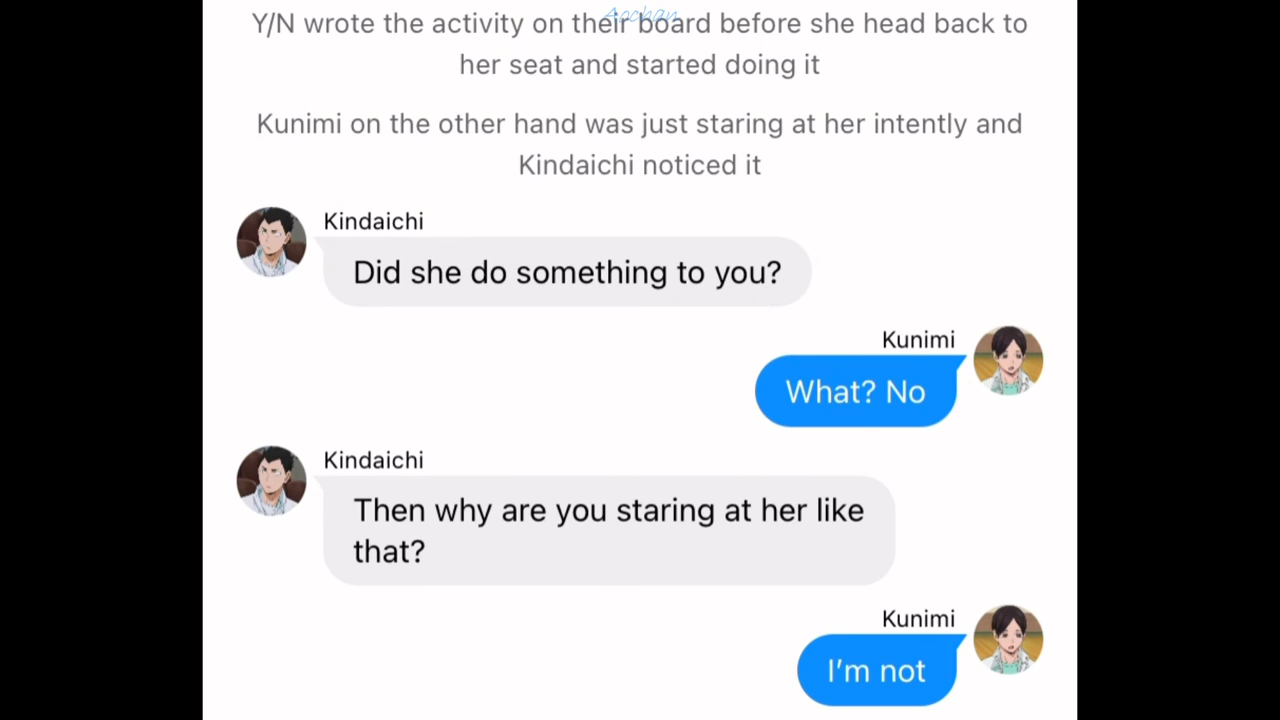 Apchan
Y/N wrote the activity on their board before she head back to
her seat and started doing it
Kunimi on the other hand was just staring at her intently and
Kindaichi noticed it
Kindaichi
Did she do something to you?
Kunimi
What? No
Kindaichi
Then why are you staring at her like
that?
Kunimi
I'm not